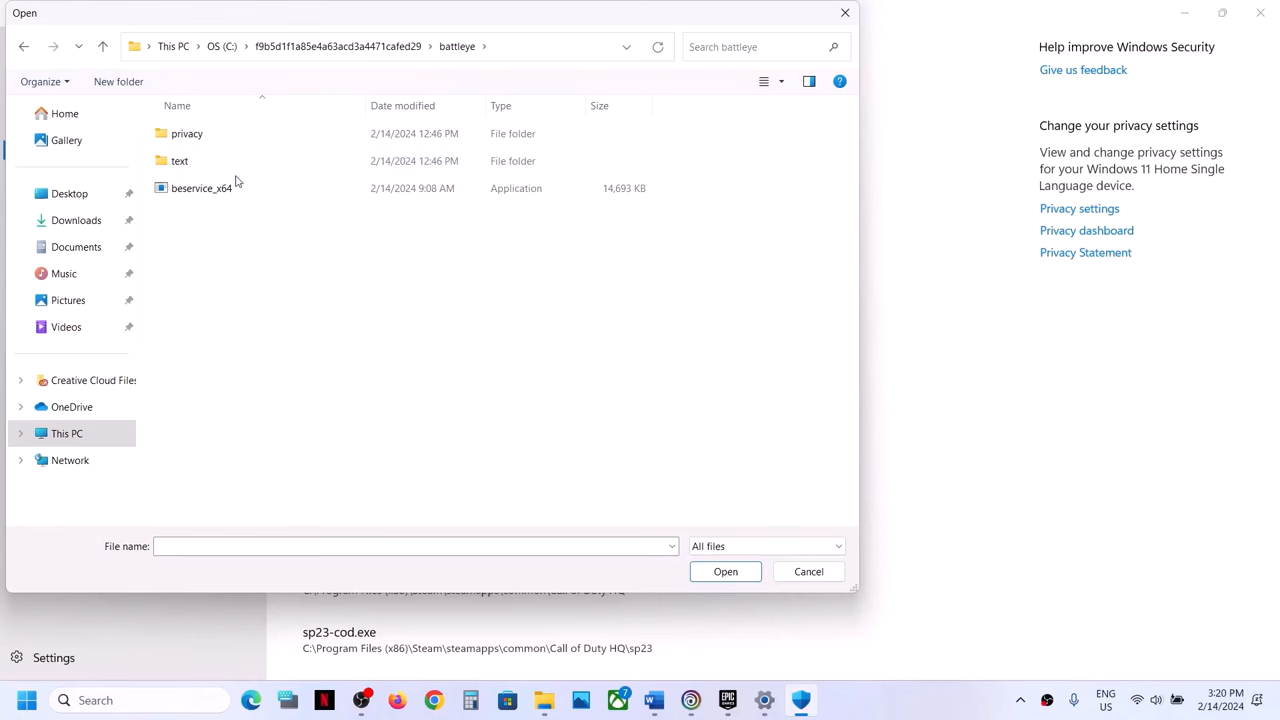 Open
This PC > OS (C:) > f9b5d1f1a85e4a63acd3a4471cafed29 > battleye >
Search battleye
Organize
New folder
Name Date modified Type Size
privacy 2/14/2024 12:46 PM File folder
text 2/14/2024 12:46 PM File folder
beservice_x64 2/14/2024 9:08 AM Application 14,693 KB
Home
Gallery
Desktop
Downloads
Documents
Music
Pictures
Videos
Creative Cloud Files
OneDrive
This PC
Network
File name:
All files
Open
Cancel
Help improve Windows Security
Give us feedback
Change your privacy settings
View and change privacy settings
for your Windows 11 Home Single
Language device.
Privacy settings
Privacy dashboard
Privacy Statement
C:\Program Files (x86)\Steam\steamapps\common\Call of Duty HQ
sp23-cod.exe
C:\Program Files (x86)\Steam\steamapps\common\Call of Duty HQ\sp23
Settings
Search
7
EPIC
GAMES
ENG
US
3:20 PM
2/14/2024